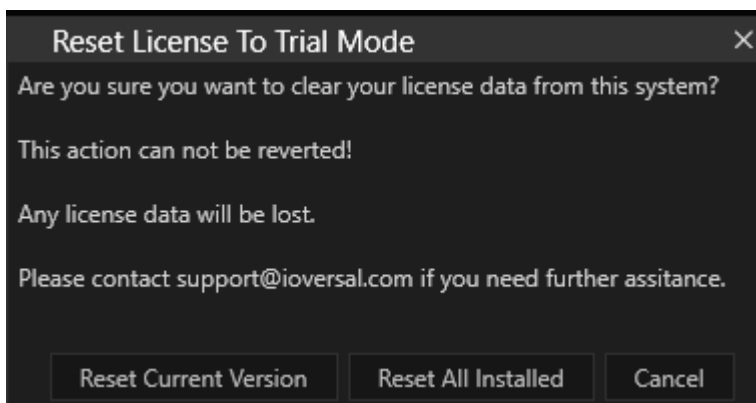 Reset License To Trial Mode
Are you sure you want to clear your license data from this system?
This action can not be reverted!
Any license data will be lost.
Please contact support@ioversal.com if you need further assitance.
Reset Current Version Reset All Installed Cancel